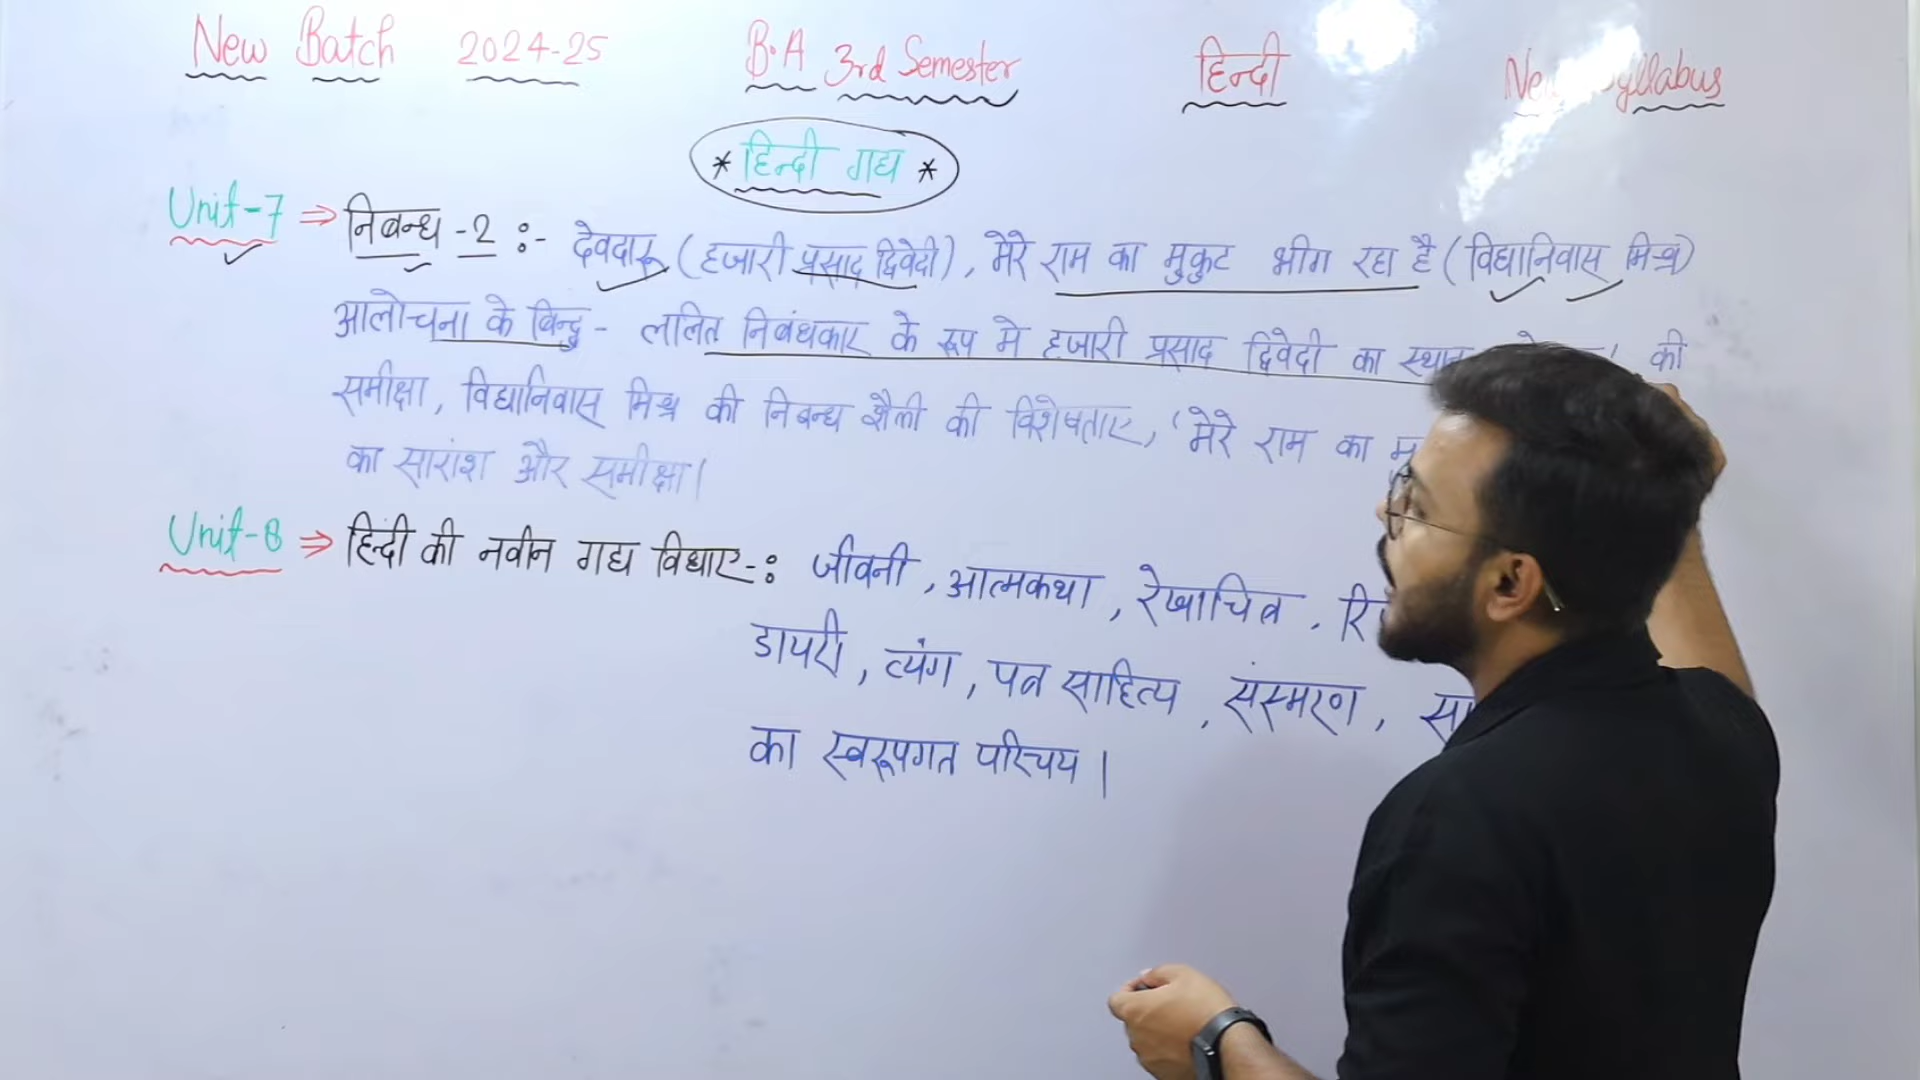 New Batch 2024-25 B.A 3rd Semester हिन्दी Syllabus
* हिन्दी गद्य *
Unit-7 ⇒ निबन्ध -2 :- देवदारू (हजारी प्रसाद द्विवेदी), मेरे राम का मुकुट भीग रहा है (विद्यानिवास मिश्र)
आलोचना के बिन्दु - ललित निबंधकार के रूप मे हजारी प्रसाद द्विवेदी का स्थान की
समीक्षा, विद्यानिवास मिश्र की निबन्ध शैली की विशेषताए, 'मेरे राम का
का सारांश और समीक्षा।
Unit-8 ⇒ हिन्दी की नवीन गद्य विधाए-: जीवनी, आत्मकथा, रेखाचित्र,
डायरी, व्यंग, पत्र साहित्य, संस्मरण,
का स्वरूपगत परिचय।